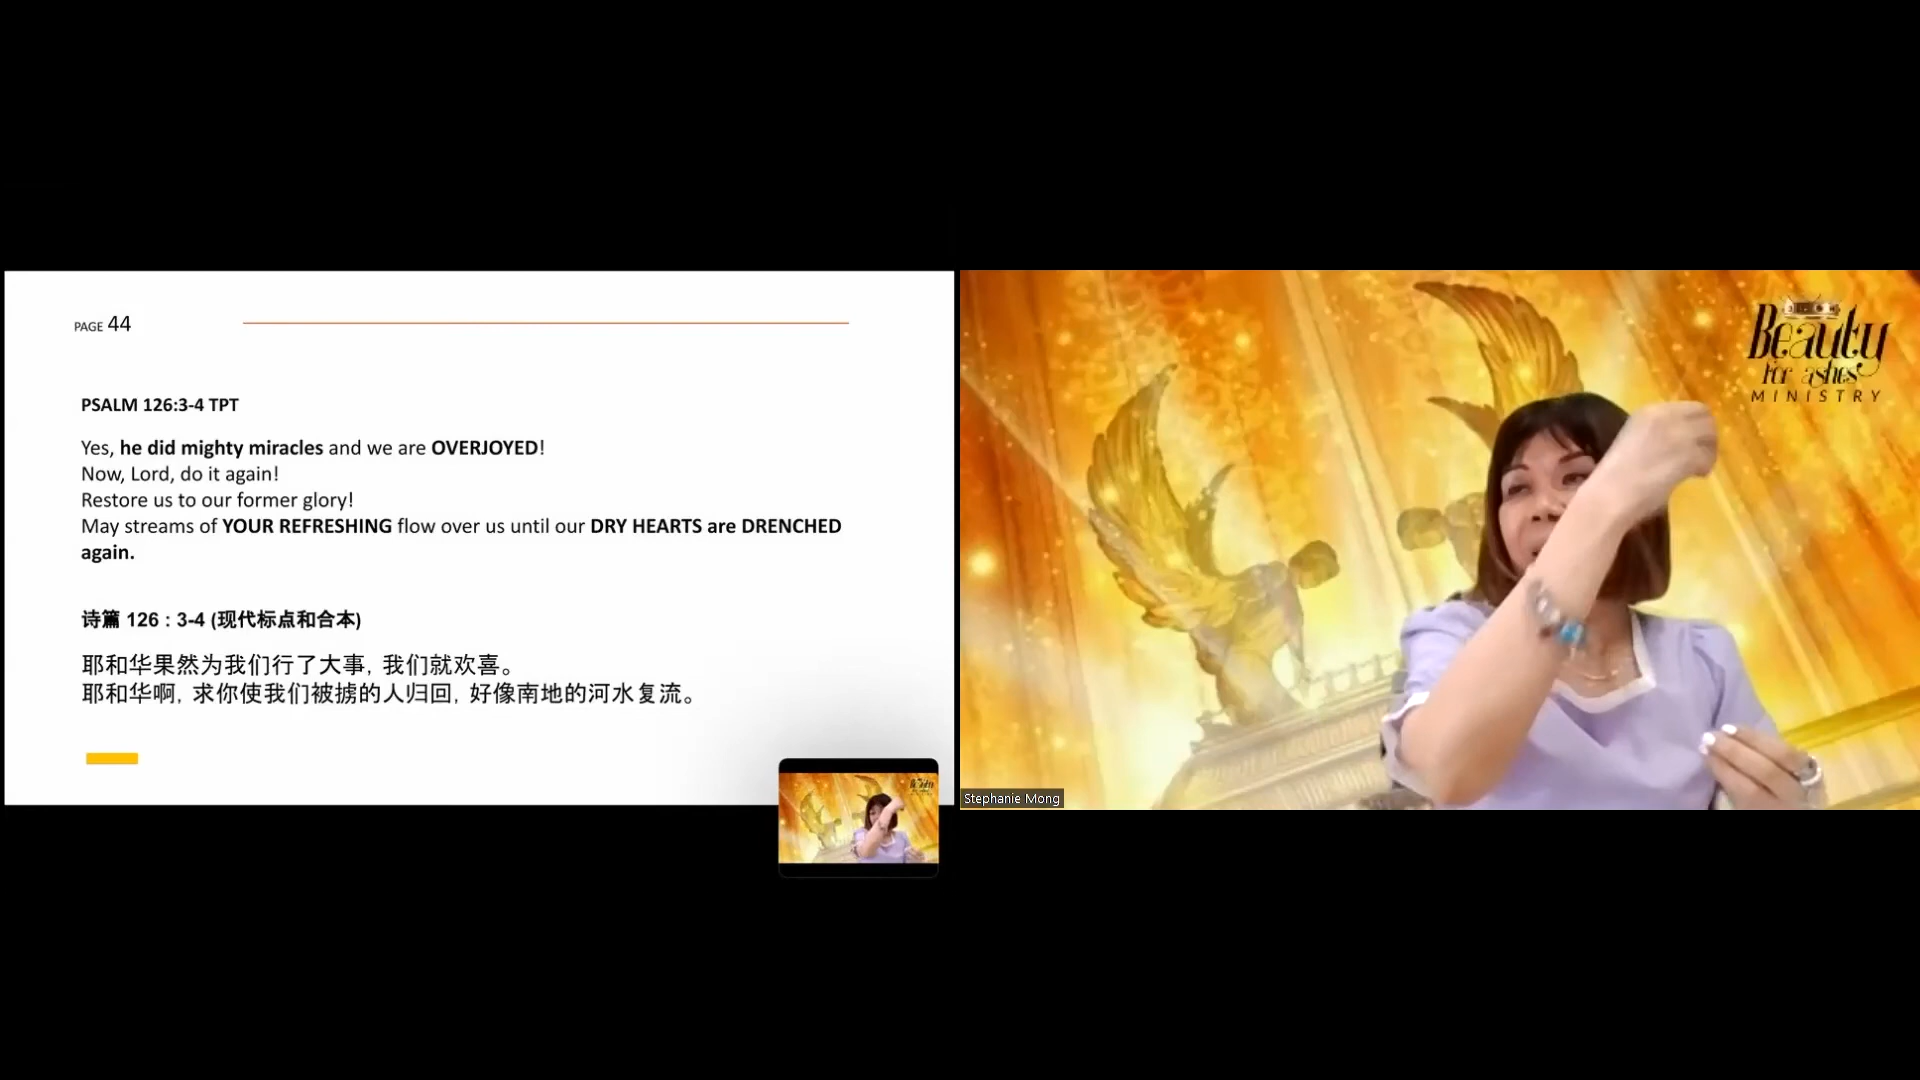 PAGE 44
PSALM 126:3-4 TPT
Yes, he did mighty miracles and we are OVERJOYED!
Now, Lord, do it again!
Restore us to our former glory!
May streams of YOUR REFRESHING flow over us until our DRY HEARTS are DRENCHED
again.
诗篇 126 : 3-4 (现代标点和合本)
耶和华果然为我们行了大事，我们就欢喜。
耶和华啊，求你使我们被掳的人归回，好像南地的河水复流。
Beauty
For ashes
MINISTRY
Stephanie Mong